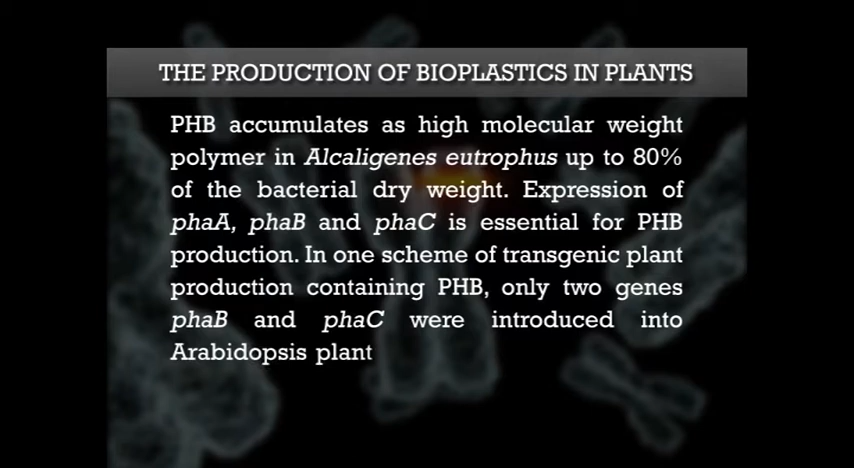 THE PRODUCTION OF BIOPLASTICS IN PLANTS
PHB accumulates as high molecular weight
polymer in Alcaligenes eutrophus up to 80%
of the bacterial dry weight. Expression of
phaA, phaB and phaC is essential for PHB
production. In one scheme of transgenic plant
production containing PHB, only two genes
phaB and phaC were introduced into
Arabidopsis plant